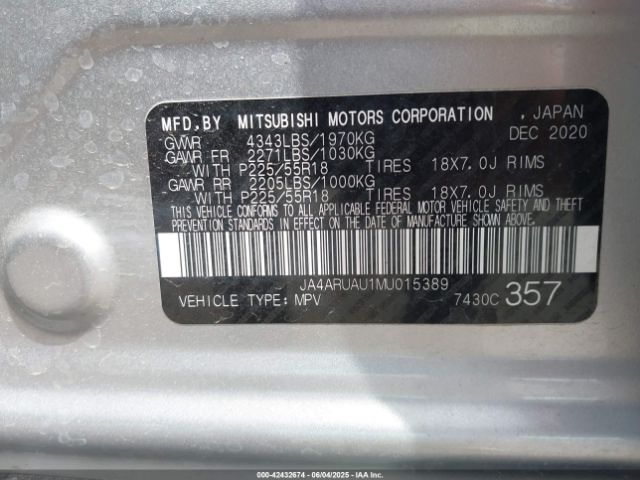 MFD.BY MITSUBISHI MOTORS CORPORATION , JAPAN
GVWR 4343LBS/1970KG DEC 2020
GAWR FR 2271LBS/1030KG
WITH P225/55R18 TIRES 18X7.0J RIMS
GAWR RR 2205LBS/1000KG
WITH P225/55R18 TIRES 18X7.0J RIMS
THIS VEHICLE CONFORMS TO ALL APPLICABLE FEDERAL MOTOR VEHICLE SAFETY AND THEFT
PREVENTION STANDARDS IN EFFECT ON THE DATE OF MANUFACTURE SHOWN ABOVE.
JA4ARUAU1MU015389
VEHICLE TYPE: MPV 7430C 357
000-42432674 | 06/04/2025 | IAAI.COM